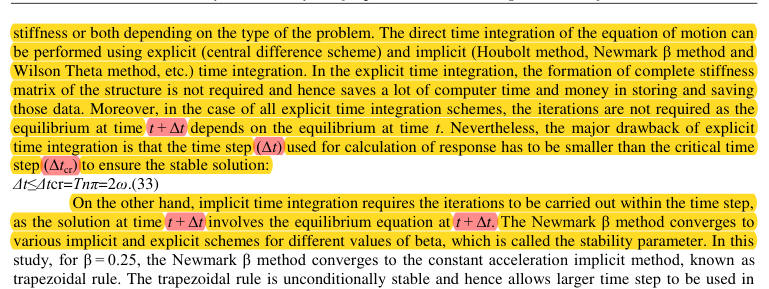 stiffness or both depending on the type of the problem. The direct time integration of the equation of motion can
be performed using explicit (central difference scheme) and implicit (Houbolt method, Newmark β method and
Wilson Theta method, etc.) time integration. In the explicit time integration, the formation of complete stiffness
matrix of the structure is not required and hence saves a lot of computer time and money in storing and saving
those data. Moreover, in the case of all explicit time integration schemes, the iterations are not required as the
equilibrium at time t + Δt depends on the equilibrium at time t. Nevertheless, the major drawback of explicit
time integration is that the time step (Δt) used for calculation of response has to be smaller than the critical time
step (Δtcr) to ensure the stable solution:
Δt≤Δtcr=Tnπ=2ω.(33)
On the other hand, implicit time integration requires the iterations to be carried out within the time step,
as the solution at time t + Δt involves the equilibrium equation at t + Δt. The Newmark β method converges to
various implicit and explicit schemes for different values of beta, which is called the stability parameter. In this
study, for β = 0.25, the Newmark β method converges to the constant acceleration implicit method, known as
trapezoidal rule. The trapezoidal rule is unconditionally stable and hence allows larger time step to be used in